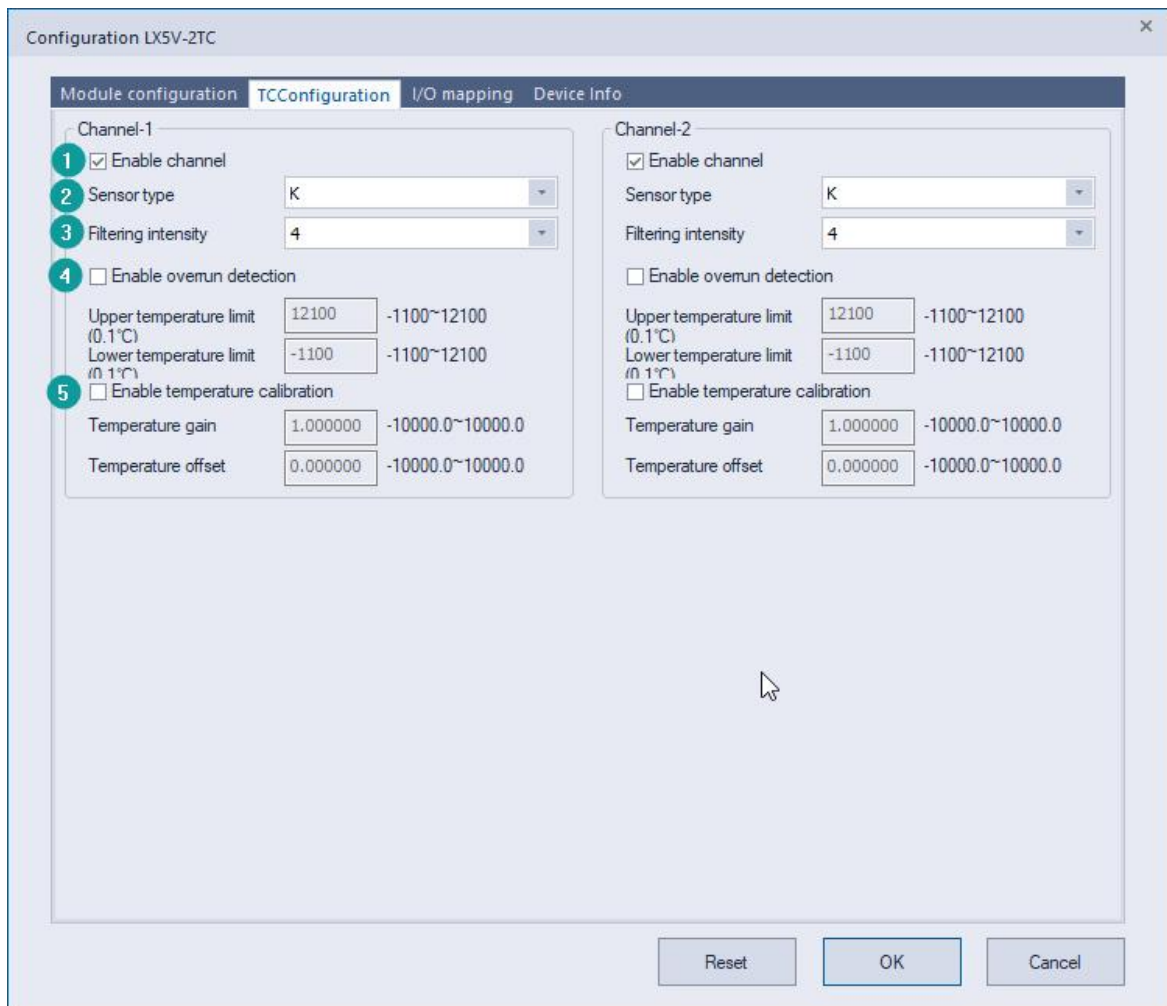 Configuration LX5V-2TC
Module configuration TCConfiguration I/O mapping Device Info
Channel-1
1 Enable channel
2 Sensor type K
3 Filtering intensity 4
4 Enable overrun detection
Upper temperature limit 12100 -1100~12100
(0.1°C)
Lower temperature limit -1100 -1100~12100
(0.1°C)
5 Enable temperature calibration
Temperature gain 1.000000 -10000.0~10000.0
Temperature offset 0.000000 -10000.0~10000.0
Channel-2
Enable channel
Sensor type K
Filtering intensity 4
Enable overrun detection
Upper temperature limit 12100 -1100~12100
(0.1°C)
Lower temperature limit -1100 -1100~12100
(0.1°C)
Enable temperature calibration
Temperature gain 1.000000 -10000.0~10000.0
Temperature offset 0.000000 -10000.0~10000.0
Reset OK Cancel